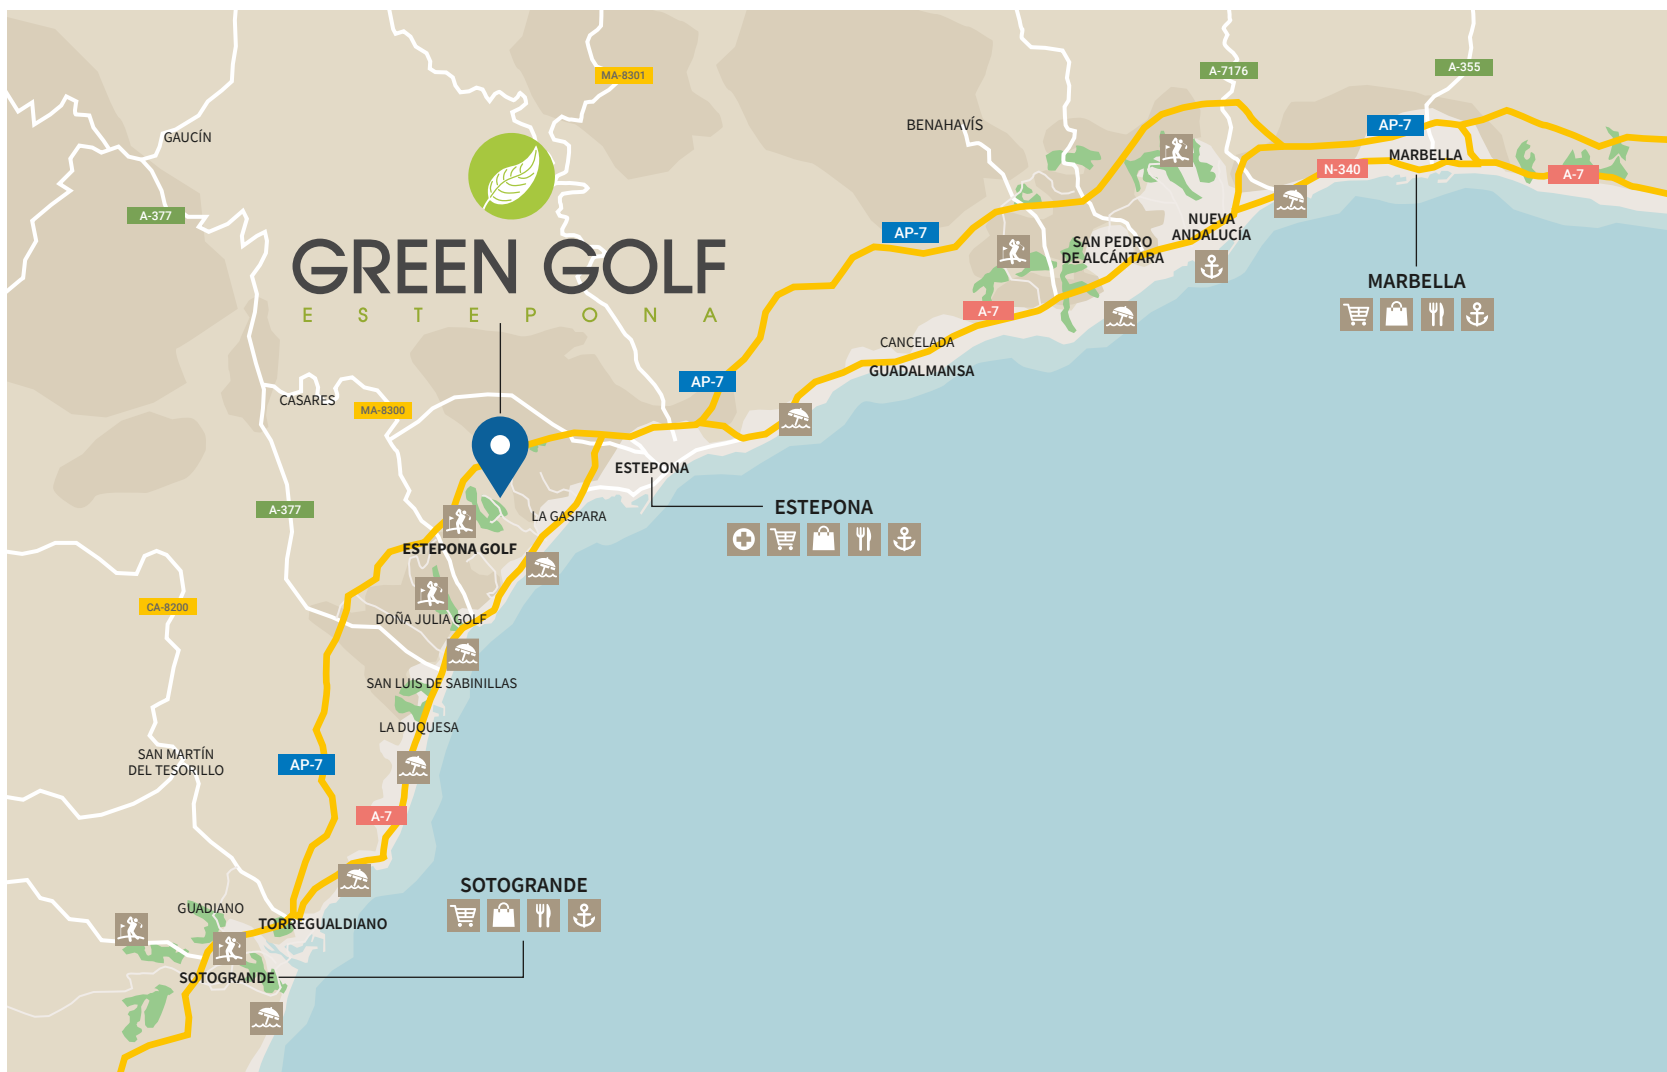 MA-8301
A-7176
A-355
GAUCÍN
BENAHAVÍS
AP-7
MARBELLA
N-340
A-7
A-377
GREEN GOLF
ESTEPONA
AP-7
NUEVA
ANDALUCÍA
SAN PEDRO
DE ALCÁNTARA
MARBELLA
A-7
CANCELADA
GUADALMANSA
AP-7
CASARES
MA-8300
ESTEPONA
A-377
LA GASPARA
ESTEPONA
ESTEPONA GOLF
CA-8200
DOÑA JULIA GOLF
SAN LUIS DE SABINILLAS
LA DUQUESA
SAN MARTÍN
DEL TESORILLO
AP-7
A-7
SOTOGRANDE
GUADIANO
TORREGUALDIANO
SOTOGRANDE